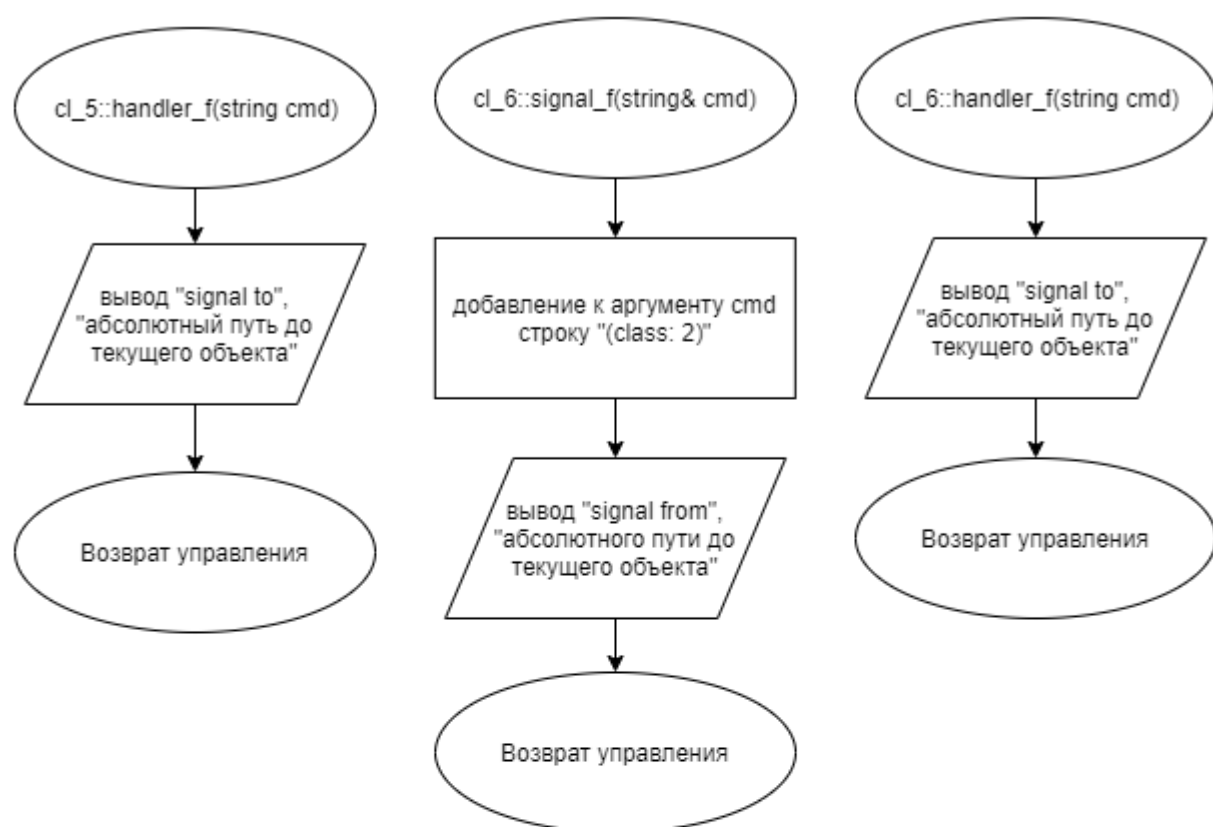 cl_5::handler_f(string cmd)
вывод "signal to",
"абсолютный путь до
текущего объекта"
Возврат управления
cl_6::signal_f(string& cmd)
добавление к аргументу cmd
строку "(class: 2)"
вывод "signal from",
"абсолютного пути до
текущего объекта"
Возврат управления
cl_6::handler_f(string cmd)
вывод "signal to",
"абсолютный путь до
текущего объекта"
Возврат управления